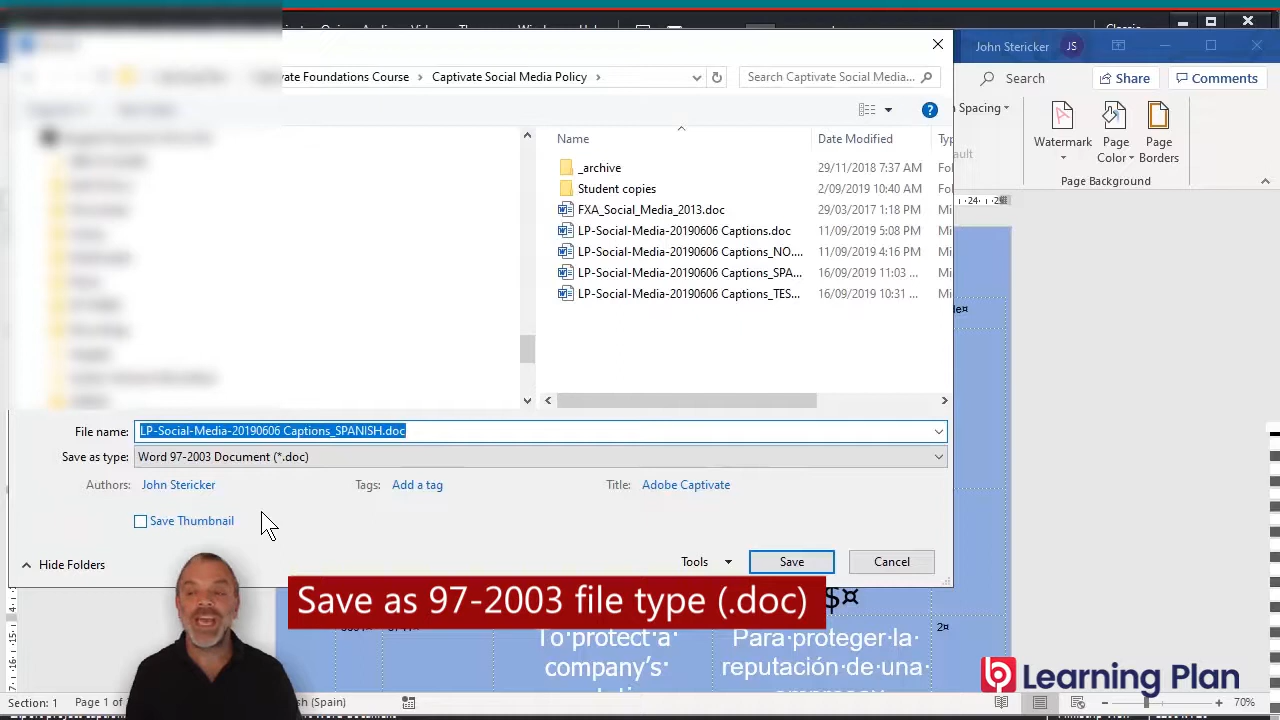 Classic
John Stericker JS
vate Foundations Course > Captivate Social Media Policy >
Search Captivate Social Media...
Search
Share
Comments
Spacing
Name
Date Modified
Watermark
Page Color
Page Borders
Page Background
_archive
29/11/2018 7:37 AM
Student copies
2/09/2019 10:40 AM
FXA_Social_Media_2013.doc
29/03/2017 1:18 PM
LP-Social-Media-20190606 Captions.doc
11/09/2019 5:08 PM
LP-Social-Media-20190606 Captions_NO....
11/09/2019 4:16 PM
LP-Social-Media-20190606 Captions_SPA...
16/09/2019 11:03 ...
LP-Social-Media-20190606 Captions_TES...
16/09/2019 10:31 ...
File name: LP-Social-Media-20190606 Captions_SPANISH.doc
Save as type: Word 97-2003 Document (*.doc)
Authors: John Stericker
Tags: Add a tag
Title: Adobe Captivate
Save Thumbnail
Hide Folders
Tools
Save
Cancel
Save as 97-2003 file type (.doc)
To·protect·a·
company's·
Para·proteger·la·
reputación·de·una·
2¤
Learning Plan
Section: 1
Page 1 of
(Spain)
70%